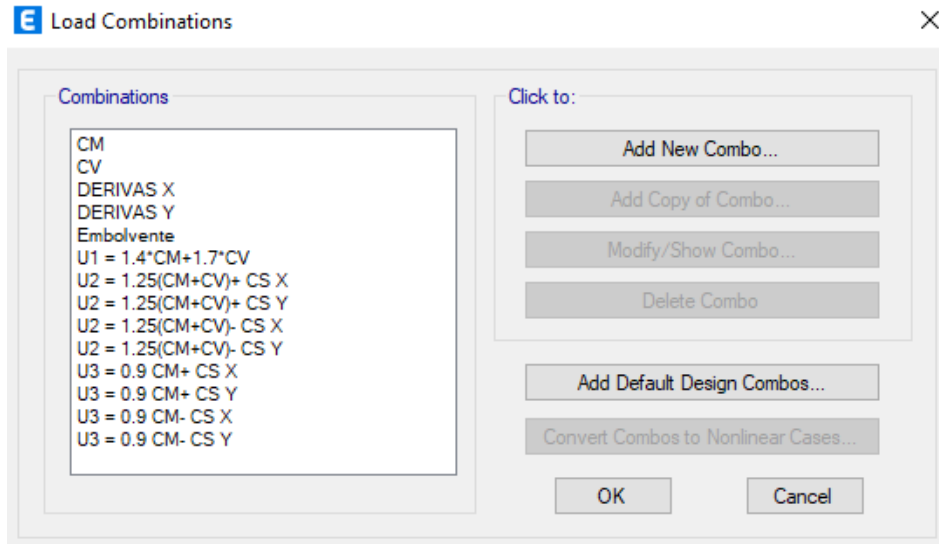 E Load Combinations
Combinations
CM
CV
DERIVAS X
DERIVAS Y
Embolvente
U1 = 1.4*CM+1.7*CV
U2 = 1.25(CM+CV)+ CS X
U2 = 1.25(CM+CV)+ CS Y
U2 = 1.25(CM+CV)- CS X
U2 = 1.25(CM+CV)- CS Y
U3 = 0.9 CM+ CS X
U3 = 0.9 CM+ CS Y
U3 = 0.9 CM- CS X
U3 = 0.9 CM- CS Y
Click to:
Add New Combo...
Add Copy of Combo...
Modify/Show Combo...
Delete Combo
Add Default Design Combos...
Convert Combos to Nonlinear Cases...
OK Cancel